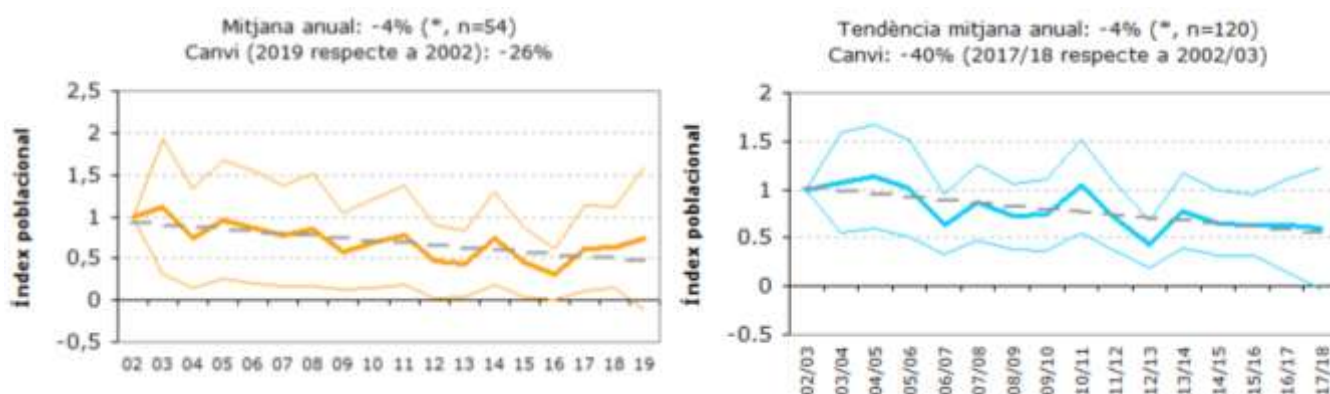 Mitjana anual: -4% (*, n=54)
Canvi (2019 respecte a 2002): -26%
Índex poblacional
2,5
2
1,5
1
0,5
0
-0,5
02 03 04 05 06 07 08 09 10 11 12 13 14 15 16 17 18 19
Tendència mitjana anual: -4% (*, n=120)
Canvi: -40% (2017/18 respecte a 2002/03)
Índex poblacional
2
1.5
1
0.5
0
-0.5
02/03 03/04 04/05 05/06 06/07 07/08 08/09 09/10 10/11 11/12 12/13 13/14 14/15 15/16 16/17 17/18